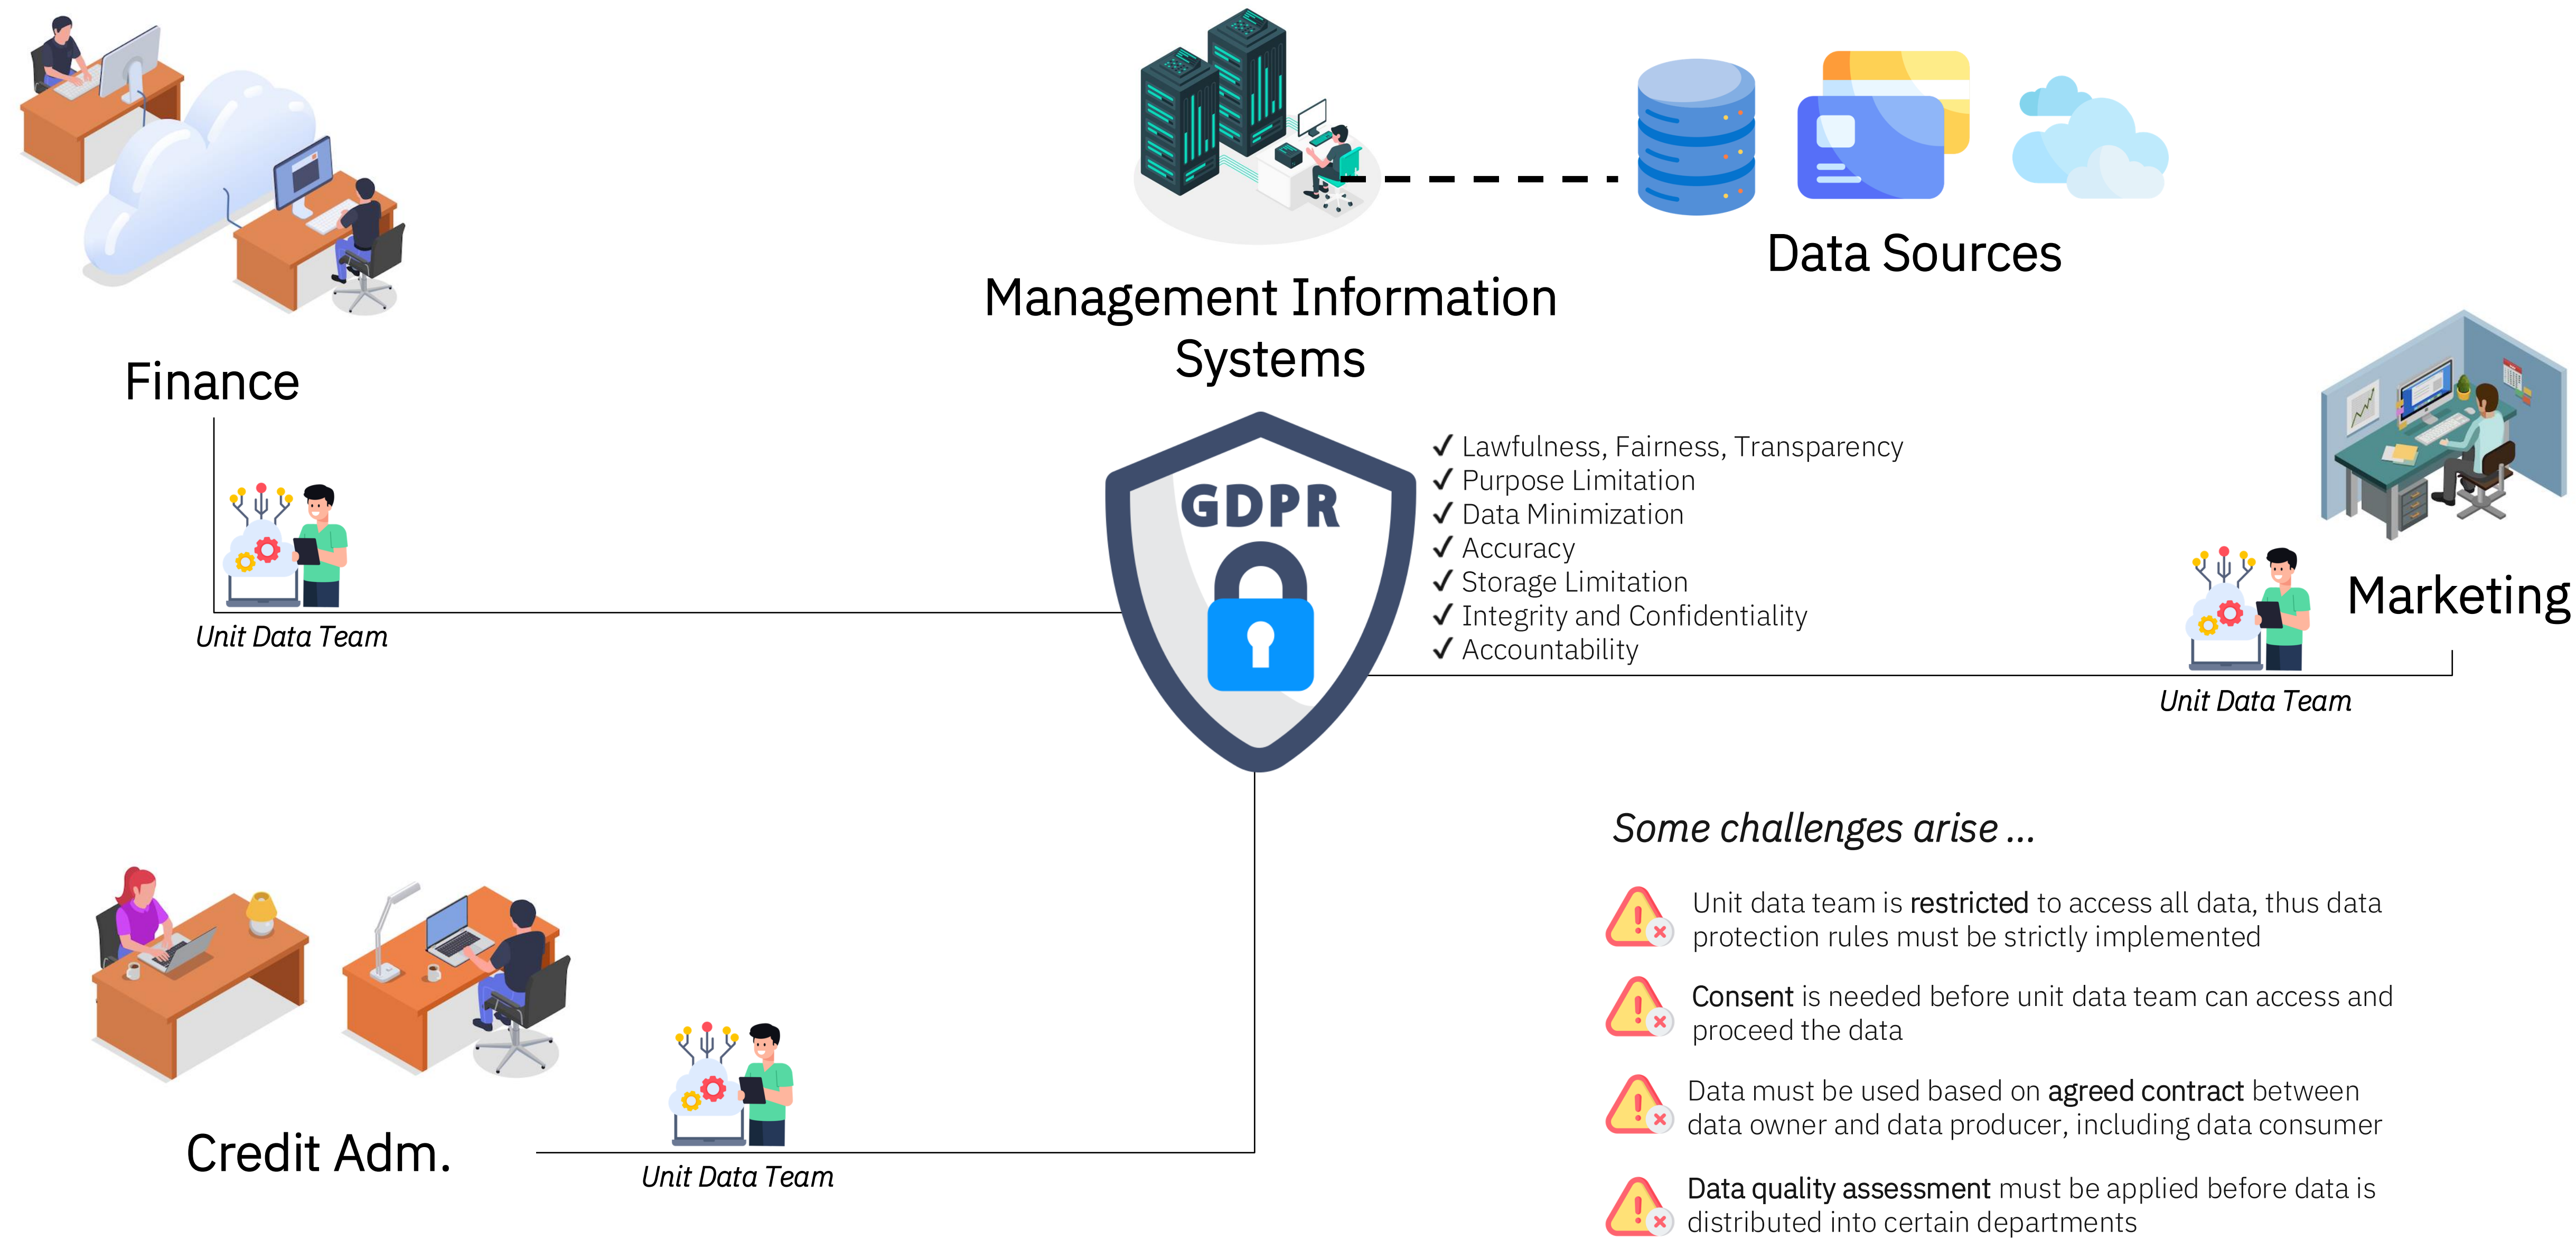 Data Sources
Management Information
Systems
Finance
GDPR
✓ Lawfulness, Fairness, Transparency
✓ Purpose Limitation
✓ Data Minimization
✓ Accuracy
✓ Storage Limitation
✓ Integrity and Confidentiality
✓ Accountability
Marketing
Unit Data Team
Unit Data Team
Some challenges arise ...
Unit data team is restricted to access all data, thus data
protection rules must be strictly implemented
Consent is needed before unit data team can access and
proceed the data
Data must be used based on agreed contract between
data owner and data producer, including data consumer
Data quality assessment must be applied before data is
distributed into certain departments
Credit Adm.
Unit Data Team